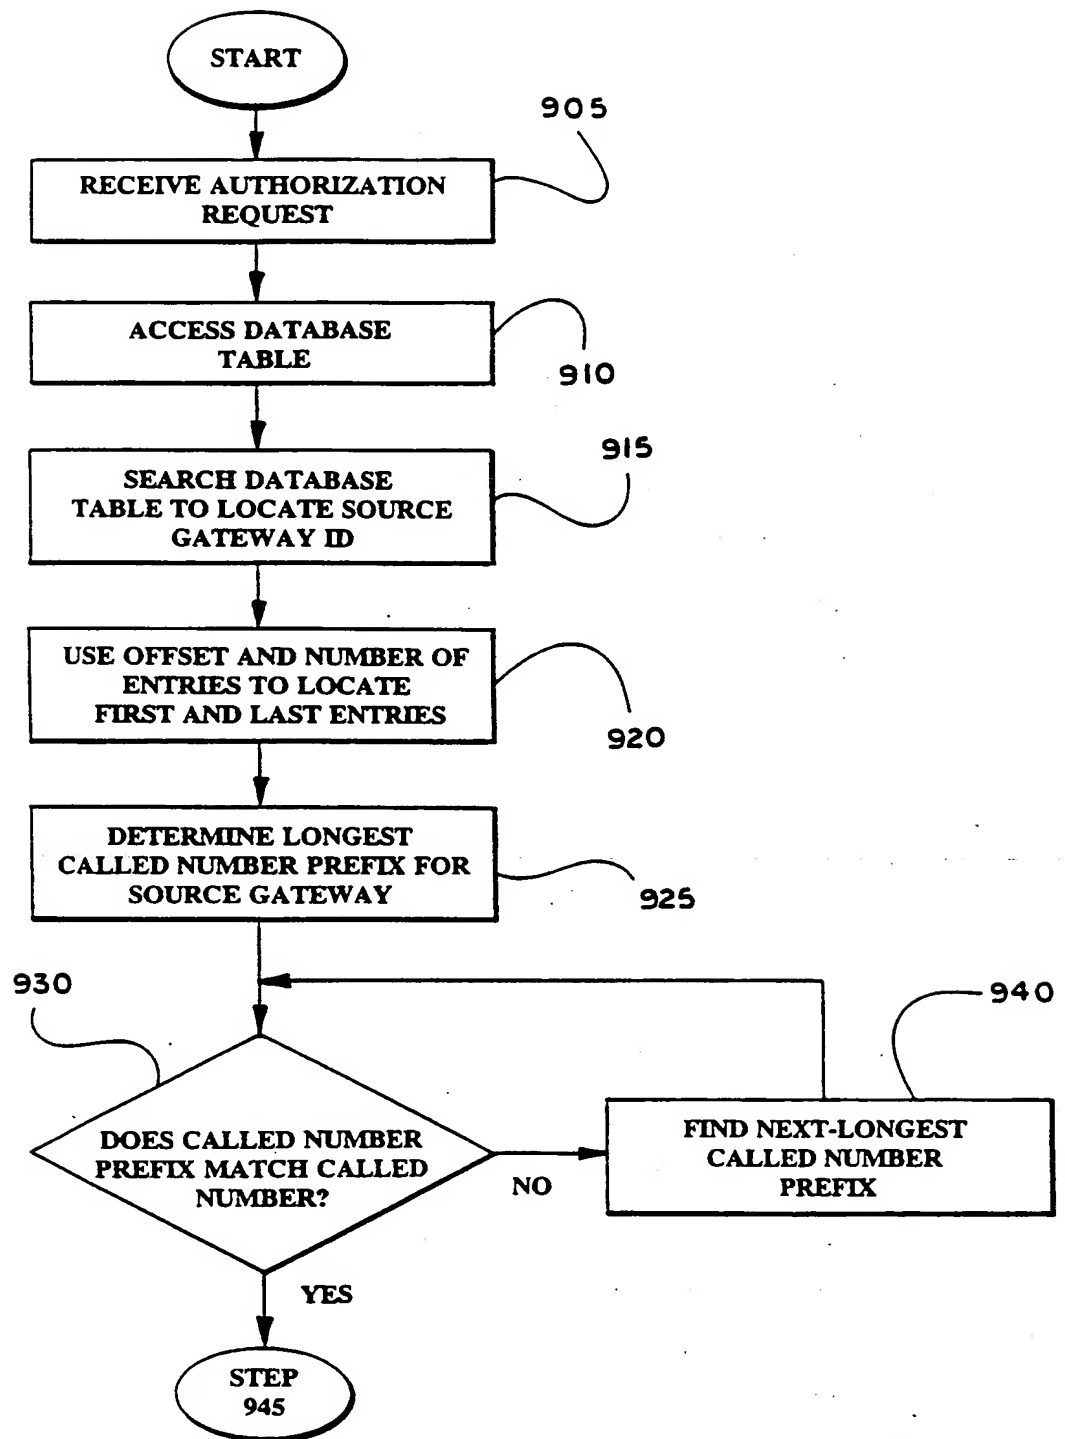 START
905
RECEIVE AUTHORIZATION
REQUEST
ACCESS DATABASE
TABLE
910
915
SEARCH DATABASE
TABLE TO LOCATE SOURCE
GATEWAY ID
USE OFFSET AND NUMBER OF
ENTRIES TO LOCATE
FIRST AND LAST ENTRIES
920
DETERMINE LONGEST
CALLED NUMBER PREFIX FOR
SOURCE GATEWAY
925
930
940
DOES CALLED NUMBER
PREFIX MATCH CALLED
NUMBER?
NO
FIND NEXT-LONGEST
CALLED NUMBER
PREFIX
YES
STEP
945